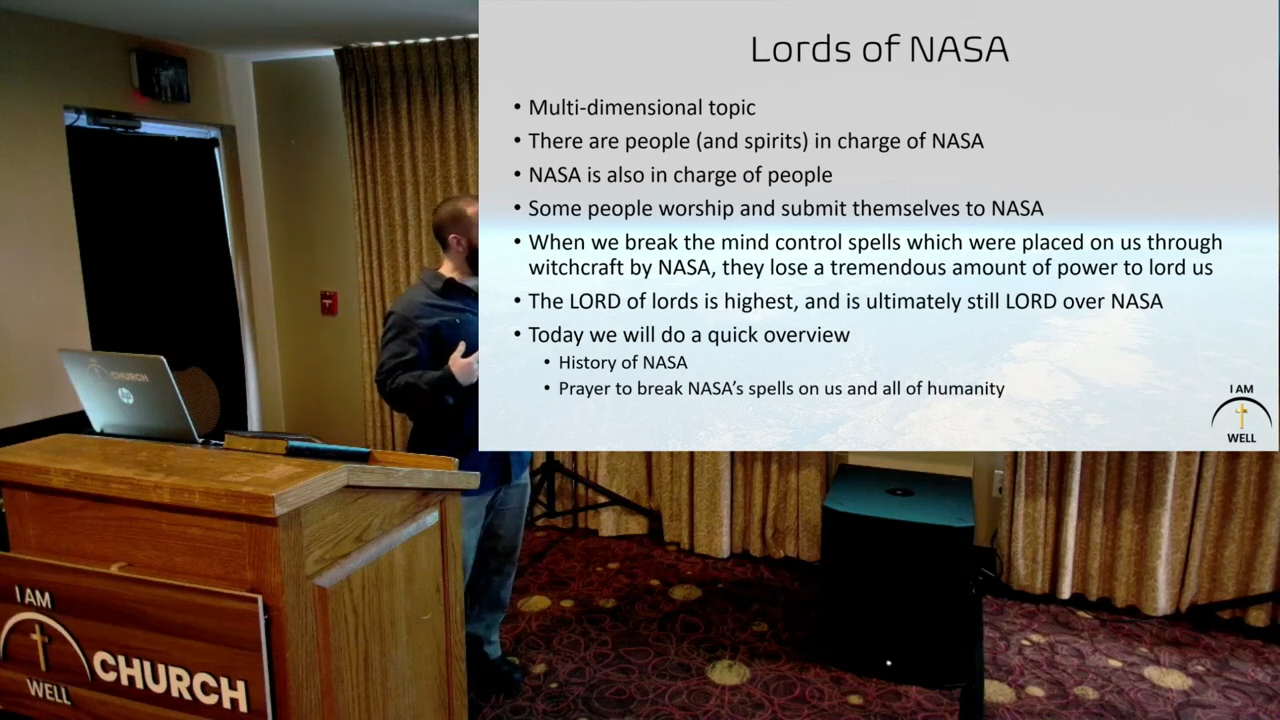 Lords of NASA
• Multi-dimensional topic
• There are people (and spirits) in charge of NASA
• NASA is also in charge of people
• Some people worship and submit themselves to NASA
• When we break the mind control spells which were placed on us through
witchcraft by NASA, they lose a tremendous amount of power to lord us
• The LORD of lords is highest, and is ultimately still LORD over NASA
• Today we will do a quick overview
• History of NASA
• Prayer to break NASA's spells on us and all of humanity
I AM
WELL
CHURCH
hp
I AM
WELL
CHURCH